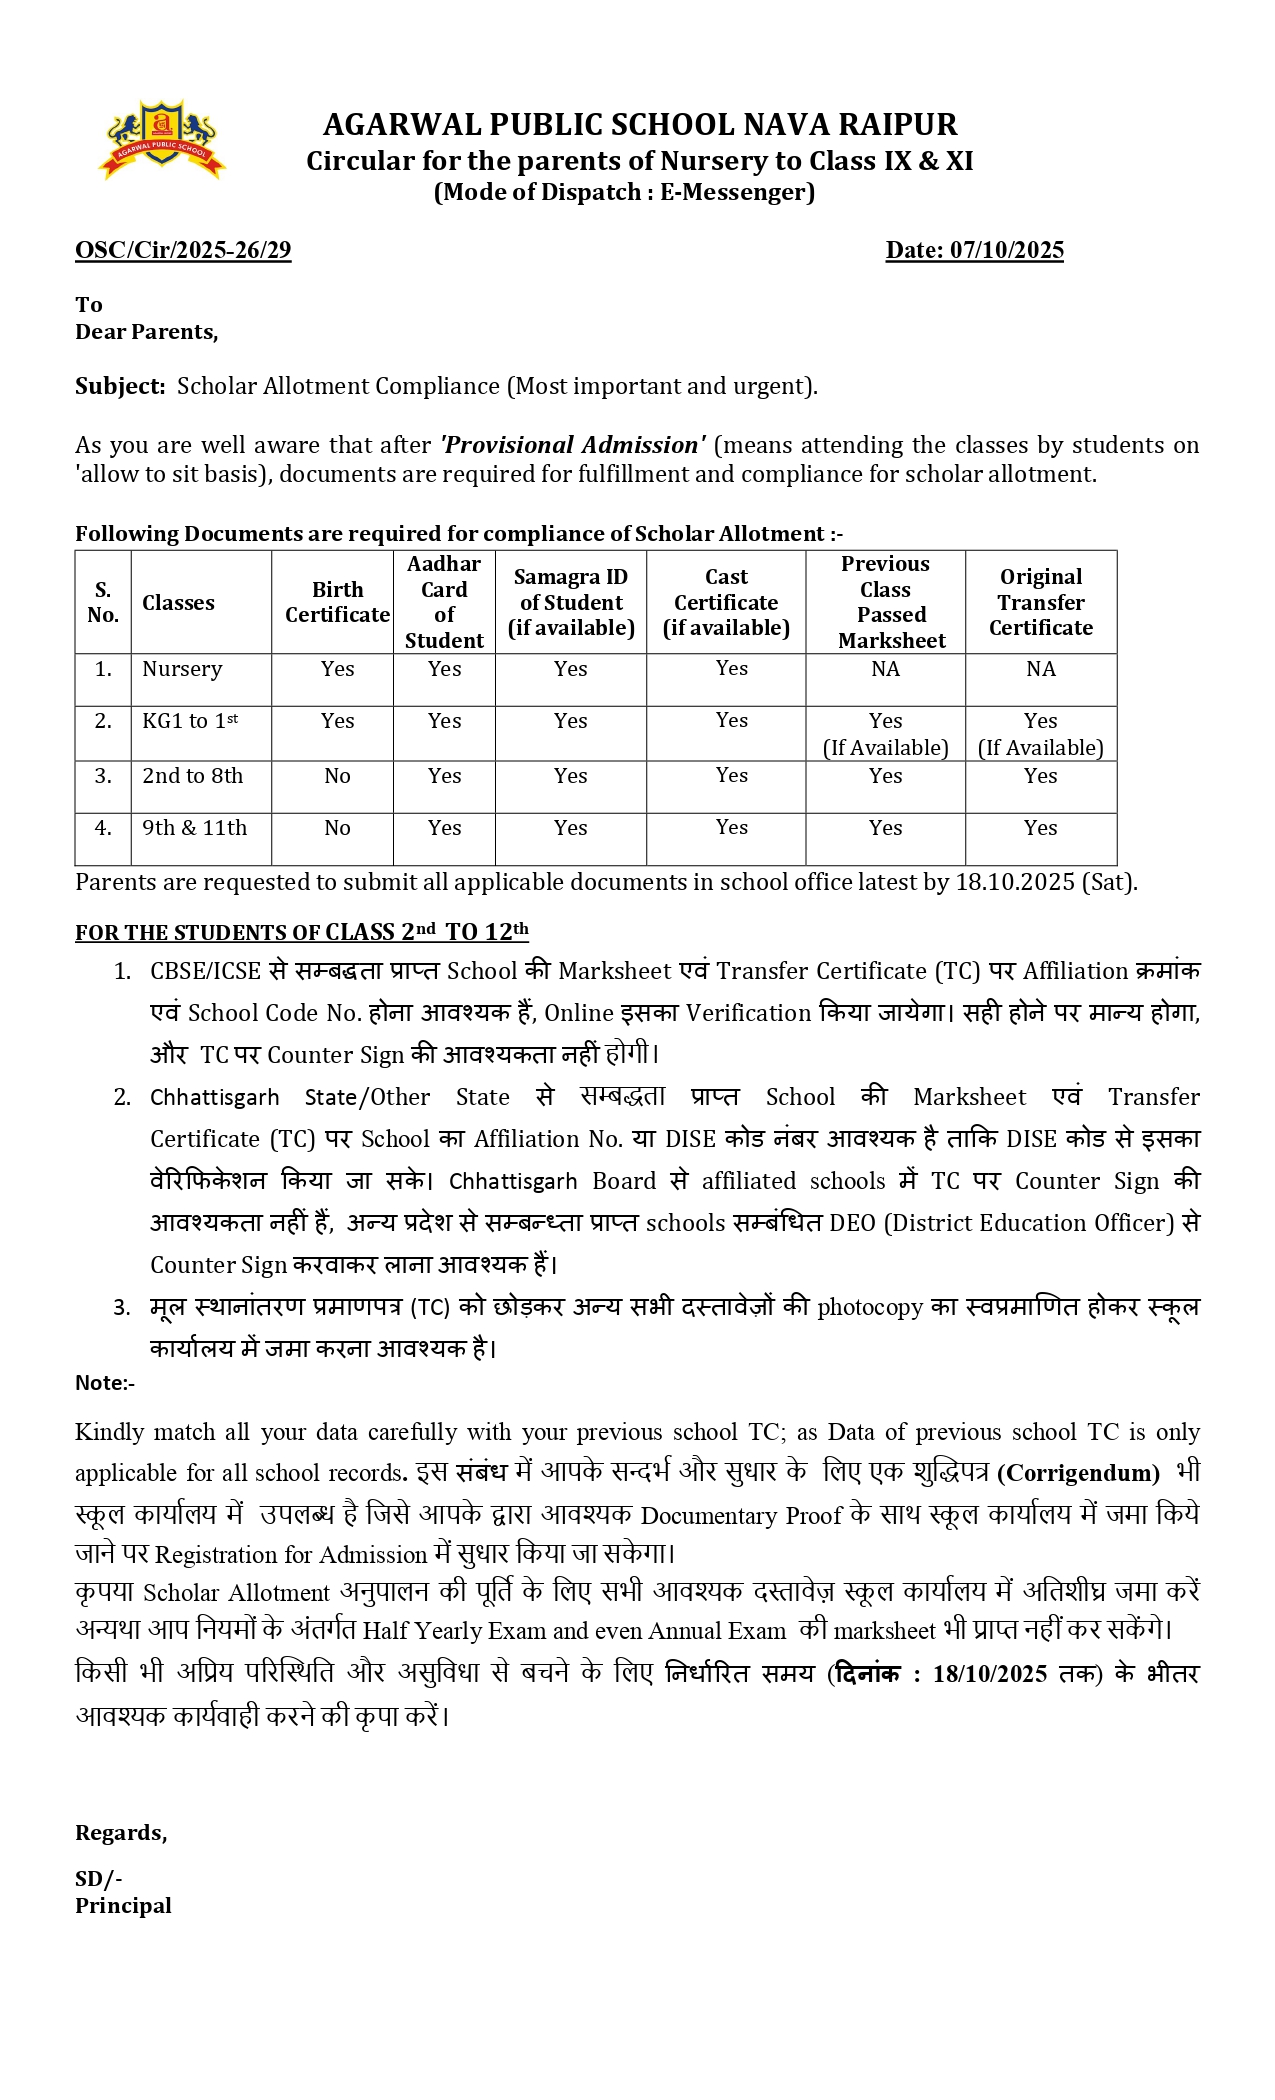 a
AGARWAL PUBLIC SCHOOL
AGARWAL PUBLIC SCHOOL NAVA RAIPUR
Circular for the parents of Nursery to Class IX & XI
(Mode of Dispatch : E-Messenger)
OSC/Cir/2025-26/29 Date: 07/10/2025
To
Dear Parents,
Subject: Scholar Allotment Compliance (Most important and urgent).
As you are well aware that after 'Provisional Admission' (means attending the classes by students on
'allow to sit basis), documents are required for fulfillment and compliance for scholar allotment.
Following Documents are required for compliance of Scholar Allotment :-
S. No. Classes Birth Certificate Aadhar Card of Student Samagra ID of Student (if available) Cast Certificate (if available) Previous Class Passed Marksheet Original Transfer Certificate
1. Nursery Yes Yes Yes Yes NA NA
2. KG1 to 1st Yes Yes Yes Yes Yes (If Available) Yes (If Available)
3. 2nd to 8th No Yes Yes Yes Yes Yes
4. 9th & 11th No Yes Yes Yes Yes Yes
Parents are requested to submit all applicable documents in school office latest by 18.10.2025 (Sat).
FOR THE STUDENTS OF CLASS 2nd TO 12th
1. CBSE/ICSE से सम्बद्धता प्राप्त School की Marksheet एवं Transfer Certificate (TC) पर Affiliation क्रमांक
एवं School Code No. होना आवश्यक हैं, Online इसका Verification किया जायेगा। सही होने पर मान्य होगा,
और TC पर Counter Sign की आवश्यकता नहीं होगी।
2. Chhattisgarh State/Other State से सम्बद्धता प्राप्त School की Marksheet एवं Transfer
Certificate (TC) पर School का Affiliation No. या DISE कोड नंबर आवश्यक है ताकि DISE कोड से इसका
वेरिफिकेशन किया जा सके। Chhattisgarh Board से affiliated schools में TC पर Counter Sign की
आवश्यकता नहीं हैं, अन्य प्रदेश से सम्बन्ध्ता प्राप्त schools सम्बंधित DEO (District Education Officer) से
Counter Sign करवाकर लाना आवश्यक हैं।
3. मूल स्थानांतरण प्रमाणपत्र (TC) को छोड़कर अन्य सभी दस्तावेज़ों की photocopy का स्वप्रमाणित होकर स्कूल
कार्यालय में जमा करना आवश्यक है।
Note:-
Kindly match all your data carefully with your previous school TC; as Data of previous school TC is only
applicable for all school records. इस संबंध में आपके सन्दर्भ और सुधार के लिए एक शुद्धिपत्र (Corrigendum) भी
स्कूल कार्यालय में उपलब्ध है जिसे आपके द्वारा आवश्यक Documentary Proof के साथ स्कूल कार्यालय में जमा किये
जाने पर Registration for Admission में सुधार किया जा सकेगा।
कृपया Scholar Allotment अनुपालन की पूर्ति के लिए सभी आवश्यक दस्तावेज़ स्कूल कार्यालय में अतिशीघ्र जमा करें
अन्यथा आप नियमों के अंतर्गत Half Yearly Exam and even Annual Exam की marksheet भी प्राप्त नहीं कर सकेंगे।
किसी भी अप्रिय परिस्थिति और असुविधा से बचने के लिए निर्धारित समय (दिनांक : 18/10/2025 तक) के भीतर
आवश्यक कार्यवाही करने की कृपा करें।
Regards,
SD/-
Principal